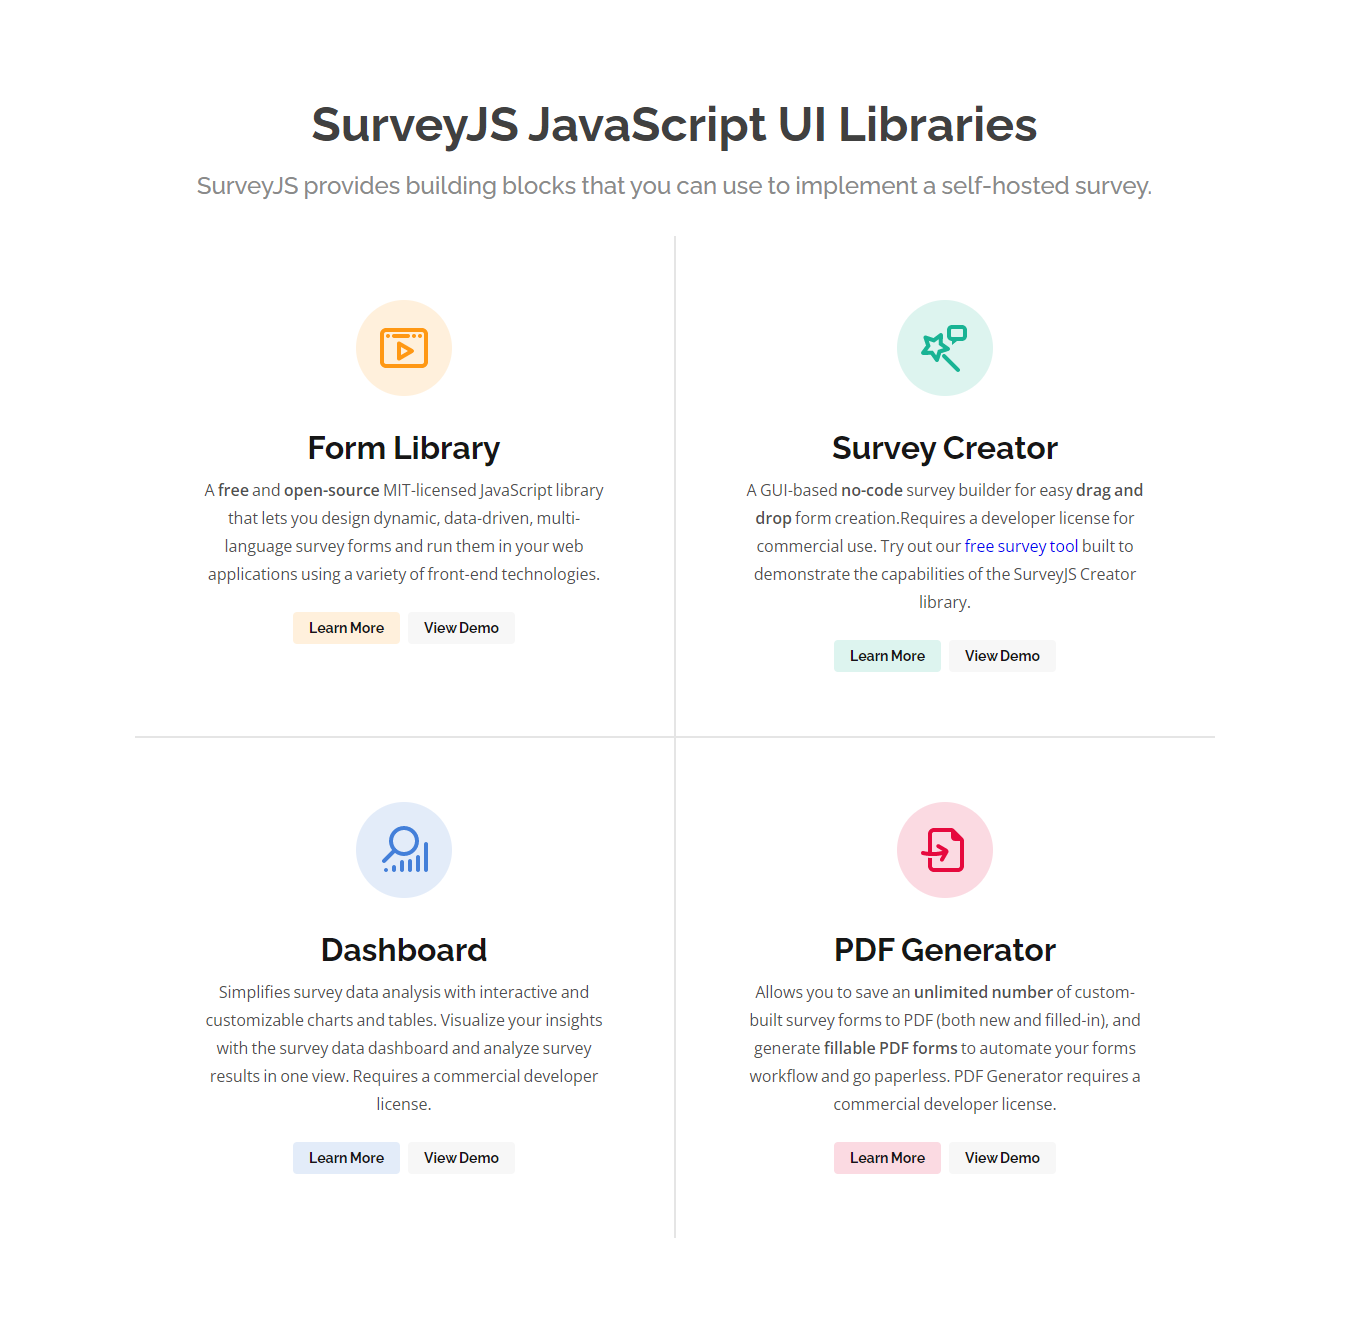 SurveyJS JavaScript UI Libraries
SurveyJS provides building blocks that you can use to implement a self-hosted survey.
Form Library
A free and open-source MIT-licensed JavaScript library
that lets you design dynamic, data-driven, multi-
language survey forms and run them in your web
applications using a variety of front-end technologies.
Learn More
View Demo
Survey Creator
A GUI-based no-code survey builder for easy drag and
drop form creation.Requires a developer license for
commercial use. Try out our free survey tool built to
demonstrate the capabilities of the SurveyJS Creator
library.
Learn More
View Demo
Dashboard
Simplifies survey data analysis with interactive and
customizable charts and tables. Visualize your insights
with the survey data dashboard and analyze survey
results in one view. Requires a commercial developer
license.
Learn More
View Demo
PDF Generator
Allows you to save an unlimited number of custom-
built survey forms to PDF (both new and filled-in), and
generate fillable PDF forms to automate your forms
workflow and go paperless. PDF Generator requires a
commercial developer license.
Learn More
View Demo